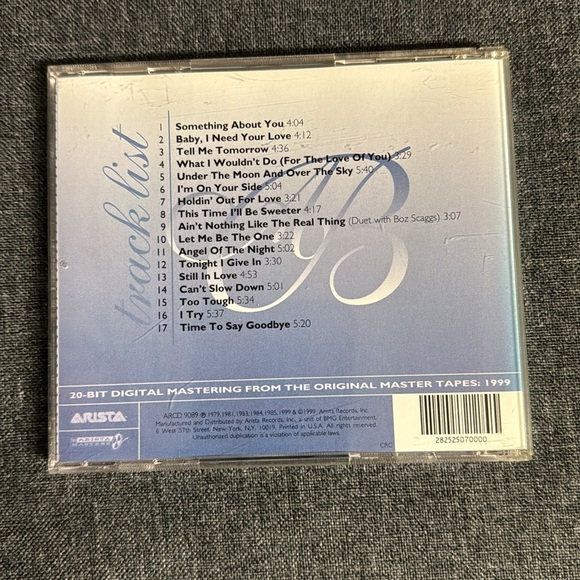 track list
1 Something About You 4:04
2 Baby, I Need Your Love 4:12
3 Tell Me Tomorrow 4:36
4 What I Wouldn't Do (For The Love Of You) 3:29
5 Under The Moon And Over The Sky 5:40
6 I'm On Your Side 5:04
7 Holdin' Out For Love 3:21
8 This Time I'll Be Sweeter 4:17
9 Ain't Nothing Like The Real Thing (Duet with Boz Scaggs) 3:07
10 Let Me Be The One 3:22
11 Angel Of The Night 5:02
12 Tonight I Give In 3:30
13 Still In Love 4:53
14 Can't Slow Down 5:01
15 Too Tough 5:34
16 I Try 5:37
17 Time To Say Goodbye 5:20
AB
20-BIT DIGITAL MASTERING FROM THE ORIGINAL MASTER TAPES: 1999
ARISTA
ARISTA MASTERS
ARCD 9089 ℗ 1979, 1981, 1983, 1984, 1985, 1999 & © 1999, Arista Records, Inc.
Manufactured and Distributed by Arista Records, Inc., a unit of BMG Entertainment,
6 West 57th Street, New York, N.Y., 10019. Printed in U.S.A. All rights reserved.
Unauthorized duplication is a violation of applicable laws.
CRC
282525070000